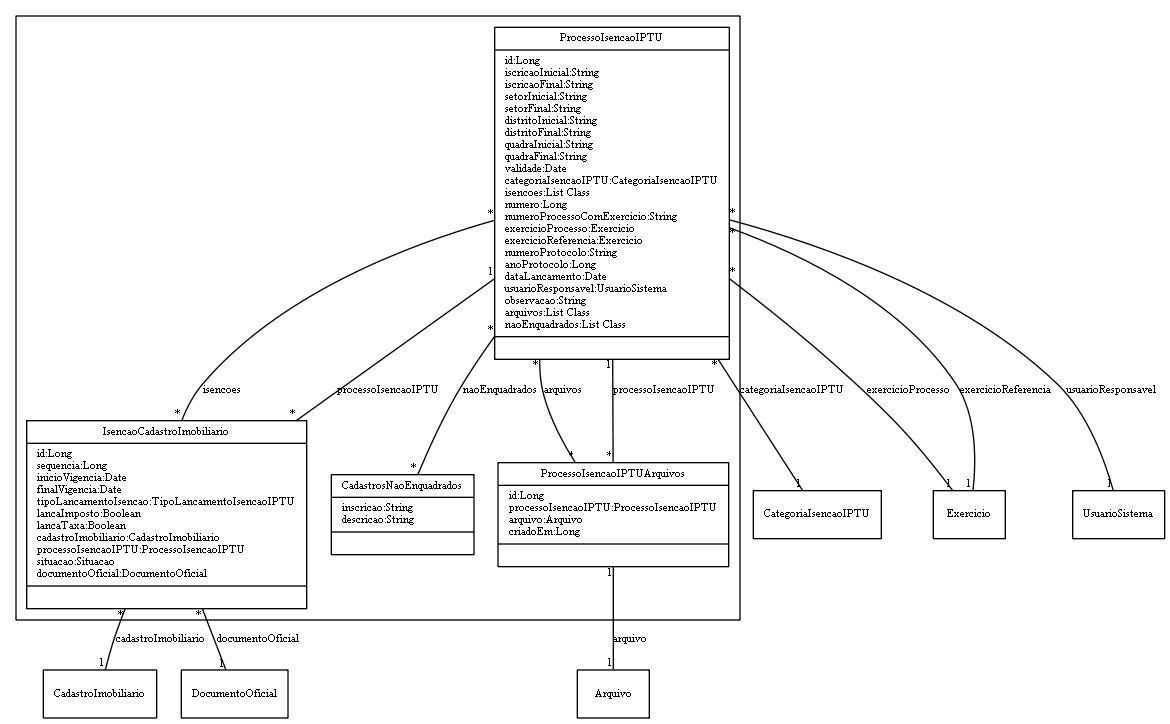 ProcessoIsencaoIPTU
id:Long
iscricaoInicial:String
iscricaoFinal:String
setorInicial:String
setorFinal:String
distritoInicial:String
distritoFinal:String
quadraInicial:String
quadraFinal:String
validade:Date
categoriaIsencaoIPTU:CategoriaIsencaoIPTU
isencoes:List Class
numero:Long
numeroProcessoComExercicio:String
exercicioProcesso:Exercicio
exercicioReferencia:Exercicio
numeroProtocolo:String
anoProtocolo:Long
dataLancamento:Date
usuarioResponsavel:UsuarioSistema
observacao:String
arquivos:List Class
naoEnquadrados:List Class
* *
*
1 *
*
* 1 *
isencoes processoIsencaoIPTU naoEnquadrados arquivos processoIsencaoIPTU categoriaIsencaoIPTU exercicioProcesso exercicioReferencia usuarioResponsavel
* * * * * 1 1 1 1
IsencaoCadastroImobiliario
id:Long
sequencia:Long
inicioVigencia:Date
finalVigencia:Date
tipoLancamentoIsencao:TipoLancamentoIsencaoIPTU
lancaImposto:Boolean
lancaTaxa:Boolean
cadastroImobiliario:CadastroImobiliario
processoIsencaoIPTU:ProcessoIsencaoIPTU
situacao:Situacao
documentoOficial:DocumentoOficial
CadastrosNaoEnquadrados
inscricao:String
descricao:String
ProcessoIsencaoIPTUArquivos
id:Long
processoIsencaoIPTU:ProcessoIsencaoIPTU
arquivo:Arquivo
criadoEm:Long
CategoriaIsencaoIPTU
Exercicio
UsuarioSistema
* * 1
cadastroImobiliario documentoOficial arquivo
1 1 1
CadastroImobiliario
DocumentoOficial
Arquivo